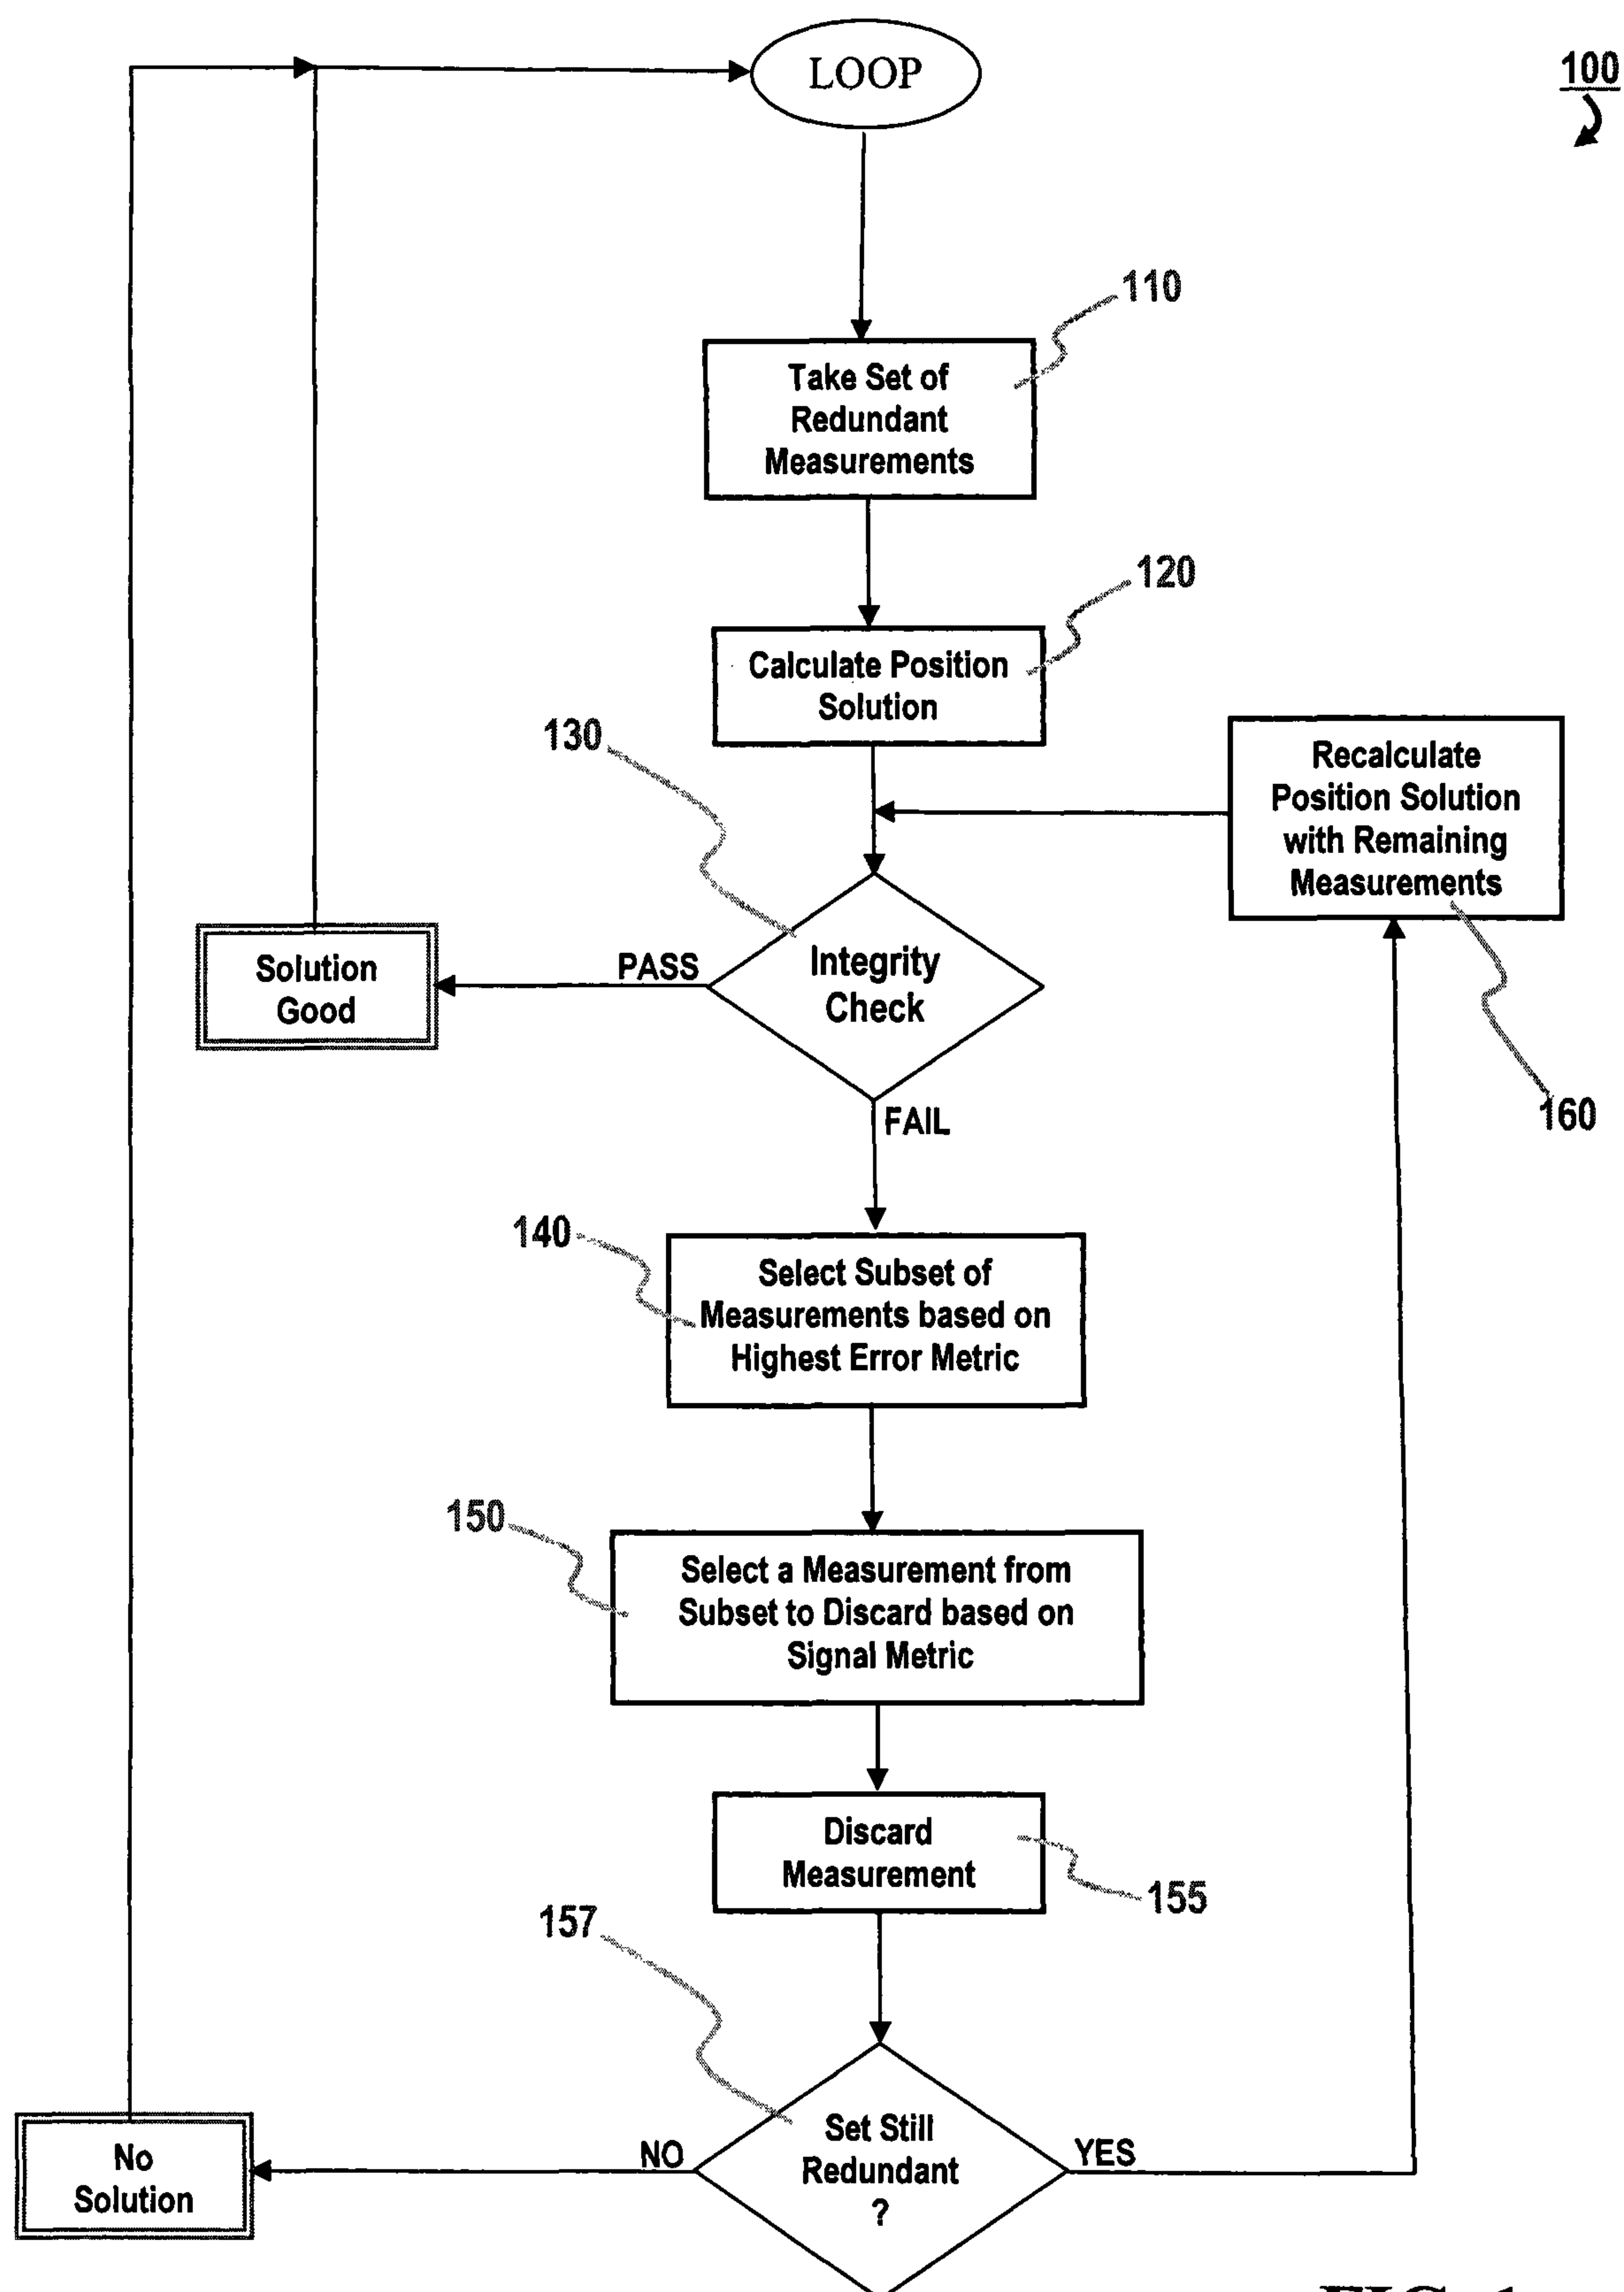 LOOP
100
110
Take Set of
Redundant
Measurements
120
Calculate Position
Solution
130
Recalculate
Position Solution
with Remaining
Measurements
Integrity
Check
PASS
Solution
Good
FAIL
160
140
Select Subset of
Measurements based on
Highest Error Metric
150
Select a Measurement from
Subset to Discard based on
Signal Metric
Discard
Measurement
155
157
Set Still
Redundant
?
NO
YES
No
Solution